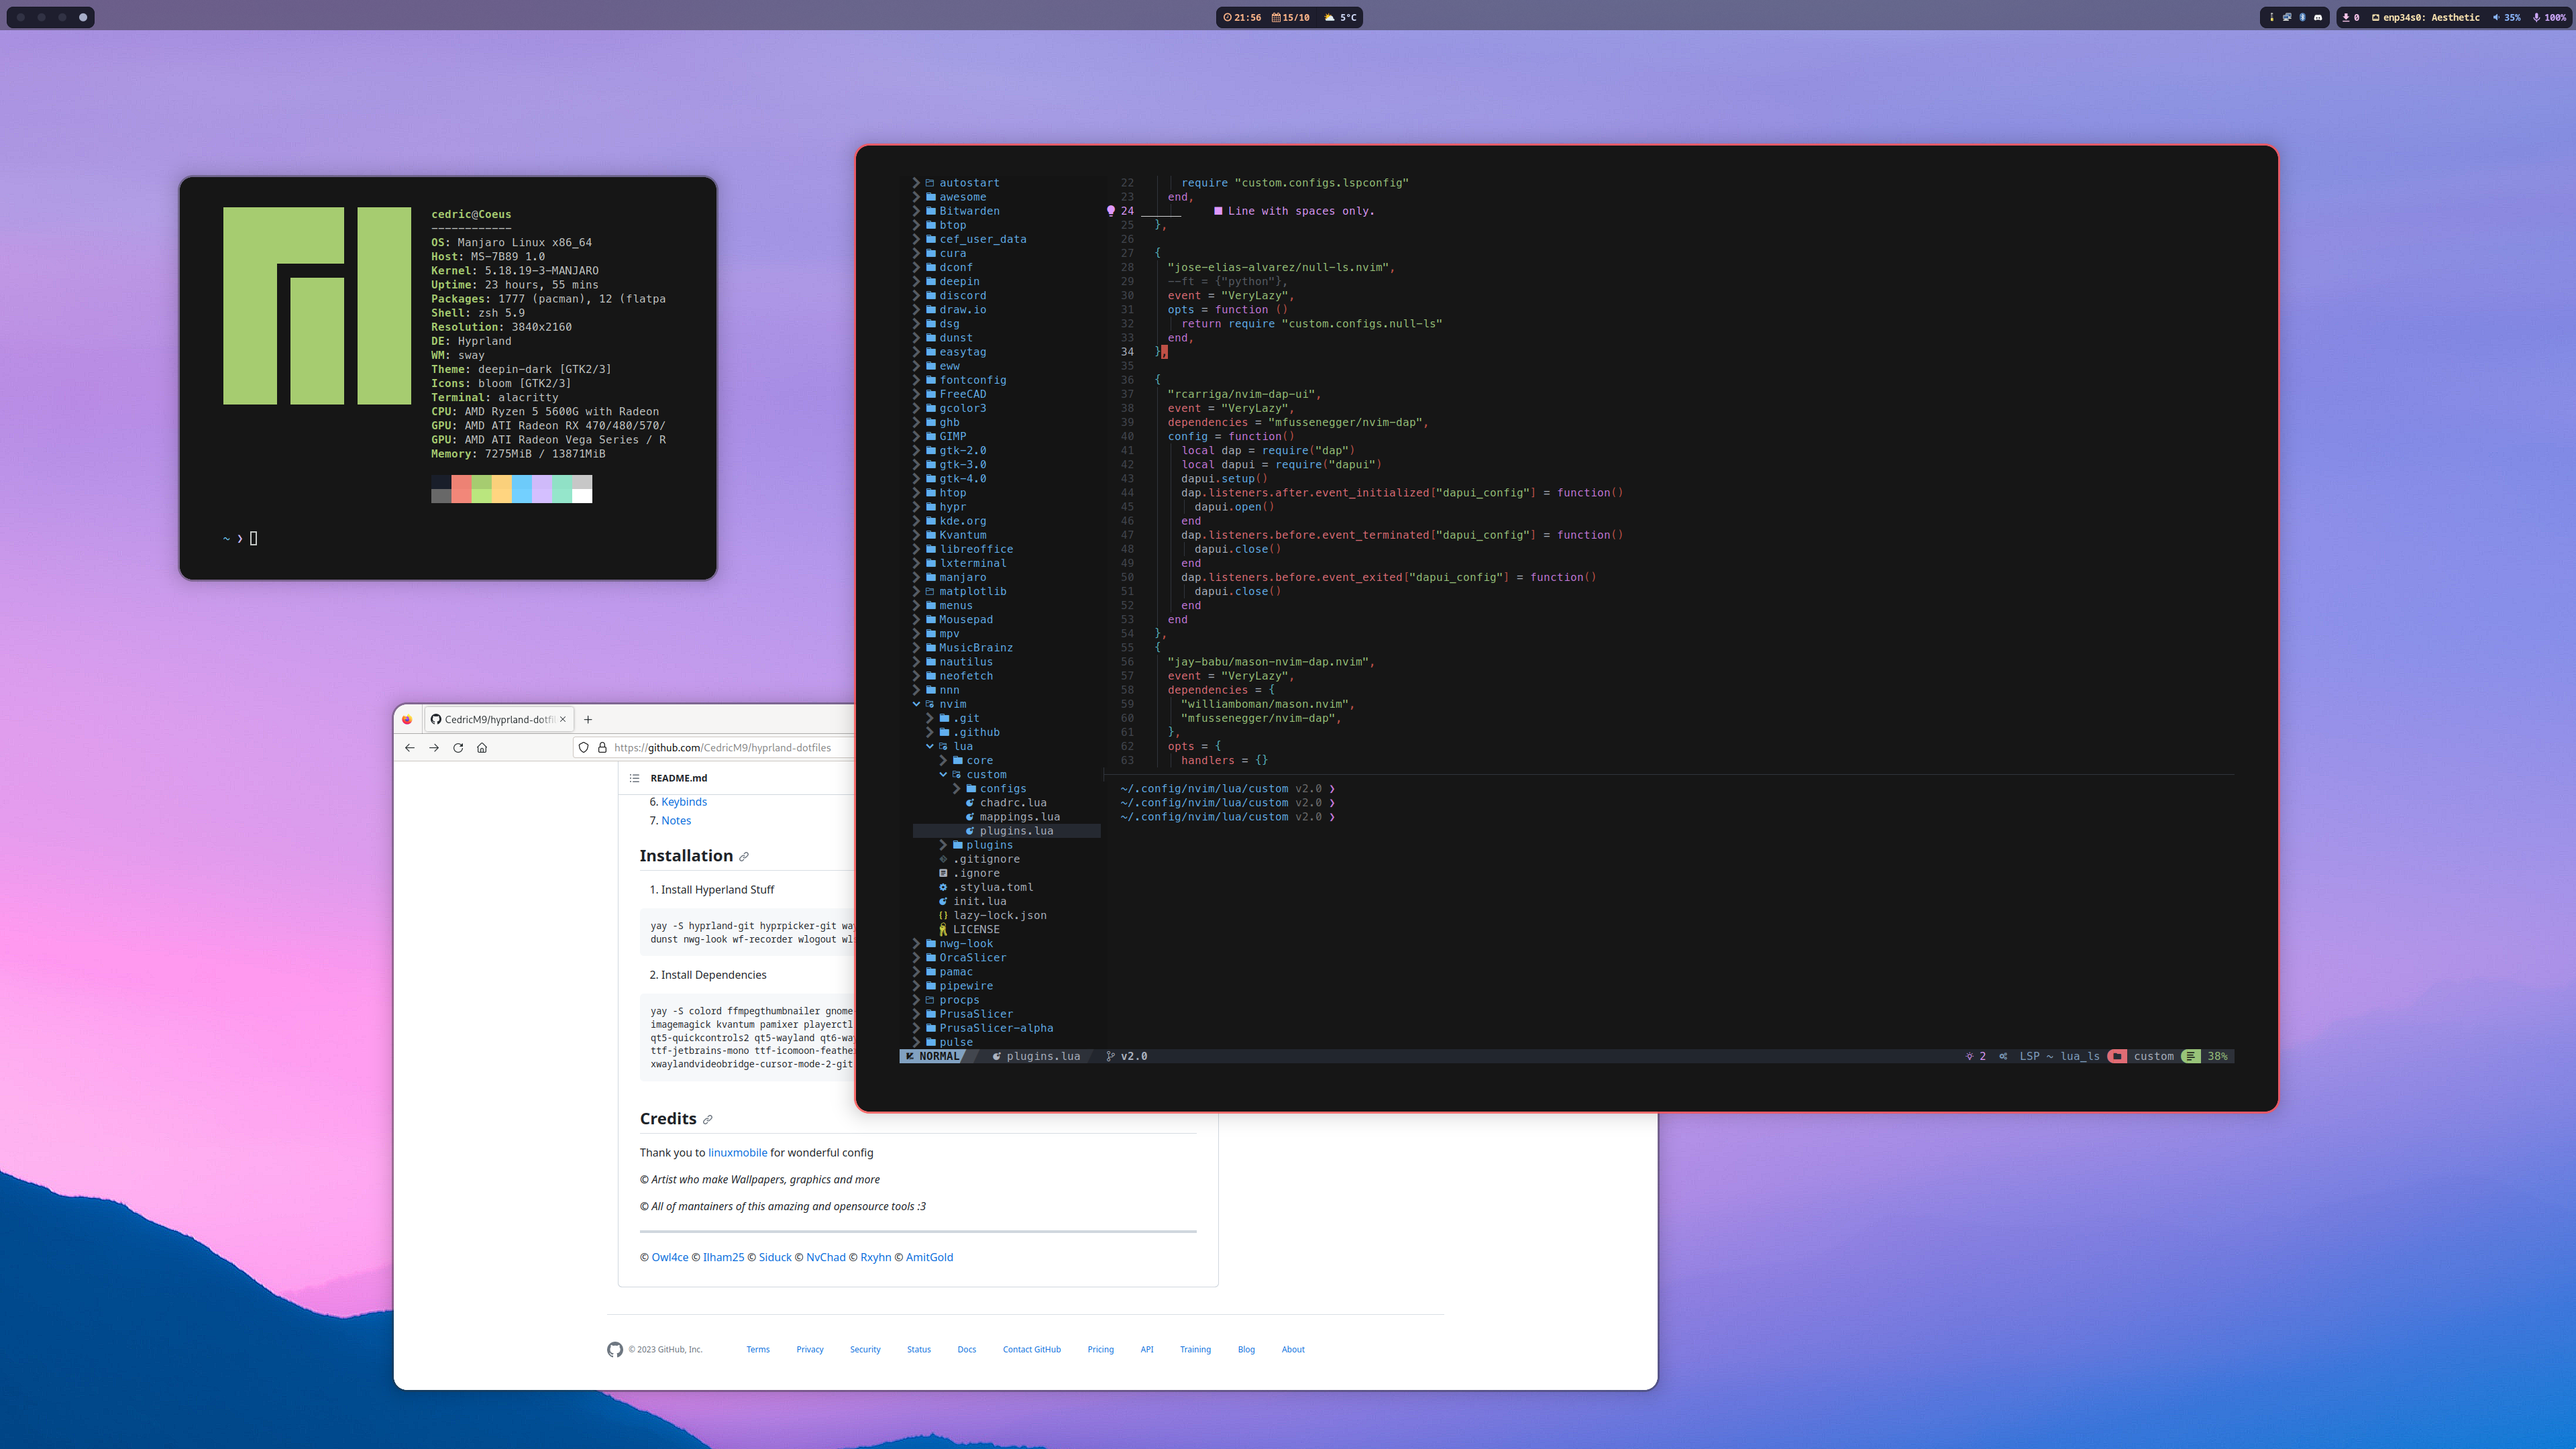 21:56 15/10 5°C
0 enp34s0: Aesthetic 35% 100%
cedric@Coeus
------------
OS: Manjaro Linux x86_64
Host: MS-7B89 1.0
Kernel: 5.18.19-3-MANJARO
Uptime: 23 hours, 55 mins
Packages: 1777 (pacman), 12 (flatpa
Shell: zsh 5.9
Resolution: 3840x2160
DE: Hyprland
WM: sway
Theme: deepin-dark [GTK2/3]
Icons: bloom [GTK2/3]
Terminal: alacritty
CPU: AMD Ryzen 5 5600G with Radeon
GPU: AMD ATI Radeon RX 470/480/570/
GPU: AMD ATI Radeon Vega Series / R
Memory: 7275MiB / 13871MiB
~ ❯
autostart
awesome
Bitwarden
btop
cef_user_data
cura
dconf
deepin
discord
draw.io
dsg
dunst
easytag
eww
fontconfig
FreeCAD
gcolor3
ghb
GIMP
gtk-2.0
gtk-3.0
gtk-4.0
htop
hypr
kde.org
Kvantum
libreoffice
lxterminal
manjaro
matplotlib
menus
Mousepad
mpv
MusicBrainz
nautilus
neofetch
nnn
nvim
.git
.github
lua
core
custom
configs
chadrc.lua
mappings.lua
plugins.lua
plugins
.gitignore
.ignore
.stylua.toml
init.lua
lazy-lock.json
LICENSE
nwg-look
OrcaSlicer
pamac
pipewire
procps
PrusaSlicer
PrusaSlicer-alpha
pulse
22 require "custom.configs.lspconfig"
23 end,
24 ■ Line with spaces only.
25 },
26
27 {
28 "jose-elias-alvarez/null-ls.nvim",
29 --ft = {"python"},
30 event = "VeryLazy",
31 opts = function ()
32 return require "custom.configs.null-ls"
33 end,
34 },
35
36 {
37 "rcarriga/nvim-dap-ui",
38 event = "VeryLazy",
39 dependencies = "mfussenegger/nvim-dap",
40 config = function()
41 local dap = require("dap")
42 local dapui = require("dapui")
43 dapui.setup()
44 dap.listeners.after.event_initialized["dapui_config"] = function()
45 dapui.open()
46 end
47 dap.listeners.before.event_terminated["dapui_config"] = function()
48 dapui.close()
49 end
50 dap.listeners.before.event_exited["dapui_config"] = function()
51 dapui.close()
52 end
53 end
54 },
55 {
56 "jay-babu/mason-nvim-dap.nvim",
57 event = "VeryLazy",
58 dependencies = {
59 "williamboman/mason.nvim",
60 "mfussenegger/nvim-dap",
61 },
62 opts = {
63 handlers = {}
~/.config/nvim/lua/custom v2.0 ❯
~/.config/nvim/lua/custom v2.0 ❯
~/.config/nvim/lua/custom v2.0 ❯
NORMAL plugins.lua v2.0 2 LSP ~ lua_ls custom 38%
CedricM9/hyprland-dotfil
https://github.com/CedricM9/hyprland-dotfiles
README.md
6. Keybinds
7. Notes
Installation
1. Install Hyperland Stuff
yay -S hyprland-git hyprpicker-git wa
dunst nwg-look wf-recorder wlogout wl
2. Install Dependencies
yay -S colord ffmpegthumbnailer gnome
imagemagick kvantum pamixer playerctl
qt5-quickcontrols2 qt5-wayland qt6-wa
ttf-jetbrains-mono ttf-icomoon-feathe
xwaylandvideobridge-cursor-mode-2-git
Credits
Thank you to linuxmobile for wonderful config
© Artist who make Wallpapers, graphics and more
© All of mantainers of this amazing and opensource tools :3
© Owl4ce © Ilham25 © Siduck © NvChad © Rxyhn © AmitGold
© 2023 GitHub, Inc. Terms Privacy Security Status Docs Contact GitHub Pricing API Training Blog About